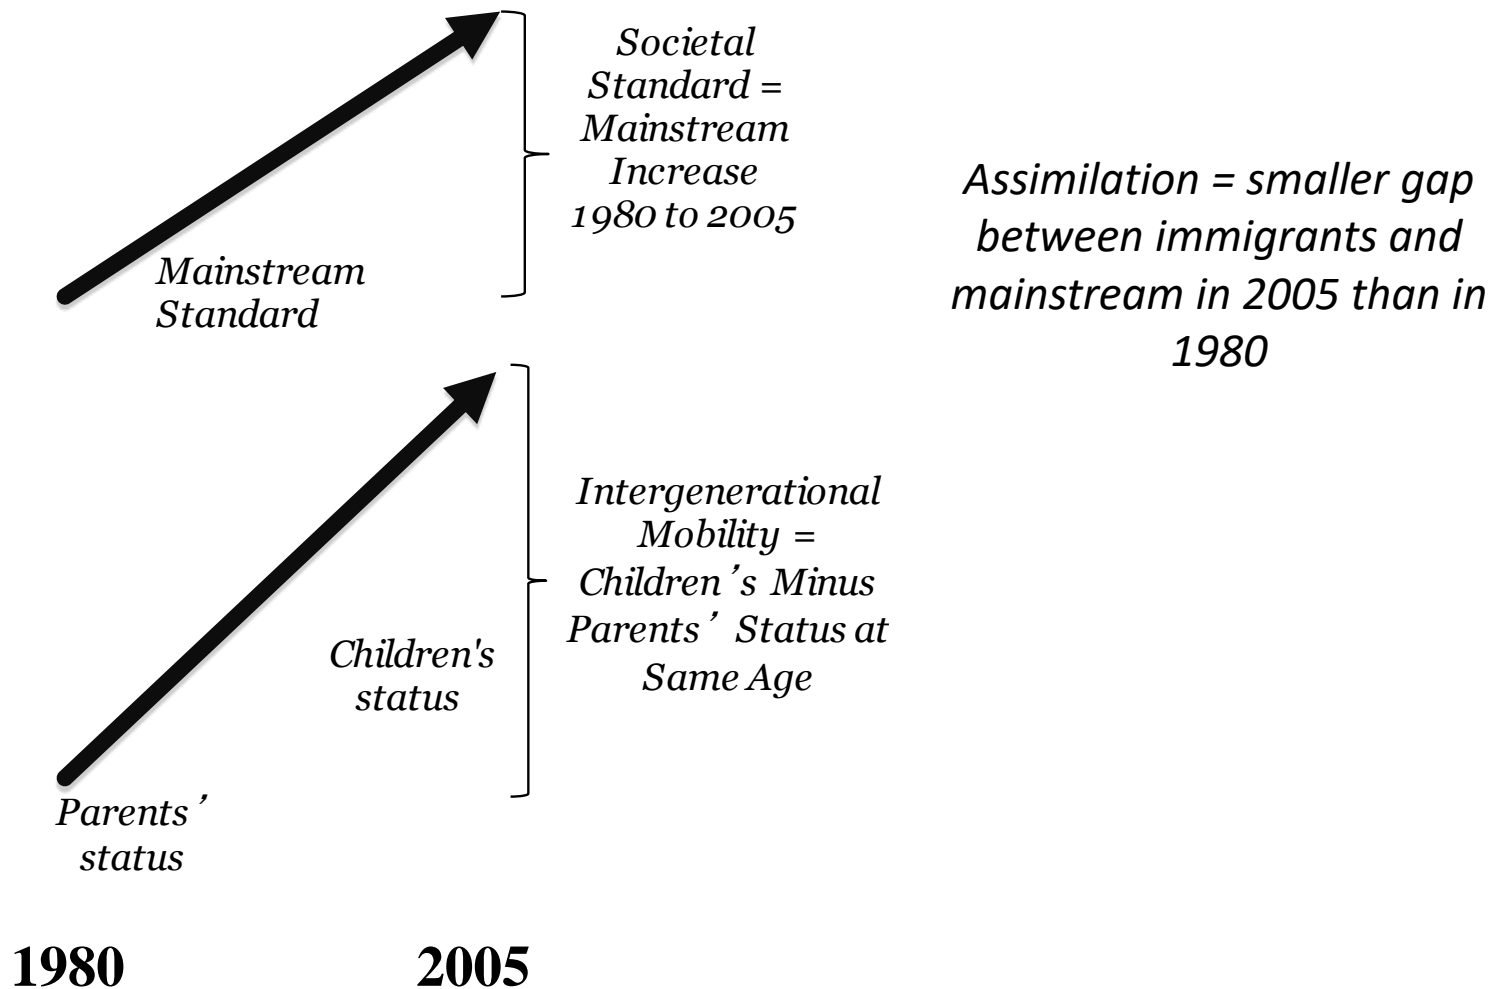 Societal
Standard =
Mainstream
Increase
1980 to 2005
Mainstream
Standard
Assimilation = smaller gap
between immigrants and
mainstream in 2005 than in
1980
Intergenerational
Mobility =
Children’s Minus
Parents’ Status at
Same Age
Children's
status
Parents’
status
1980
2005